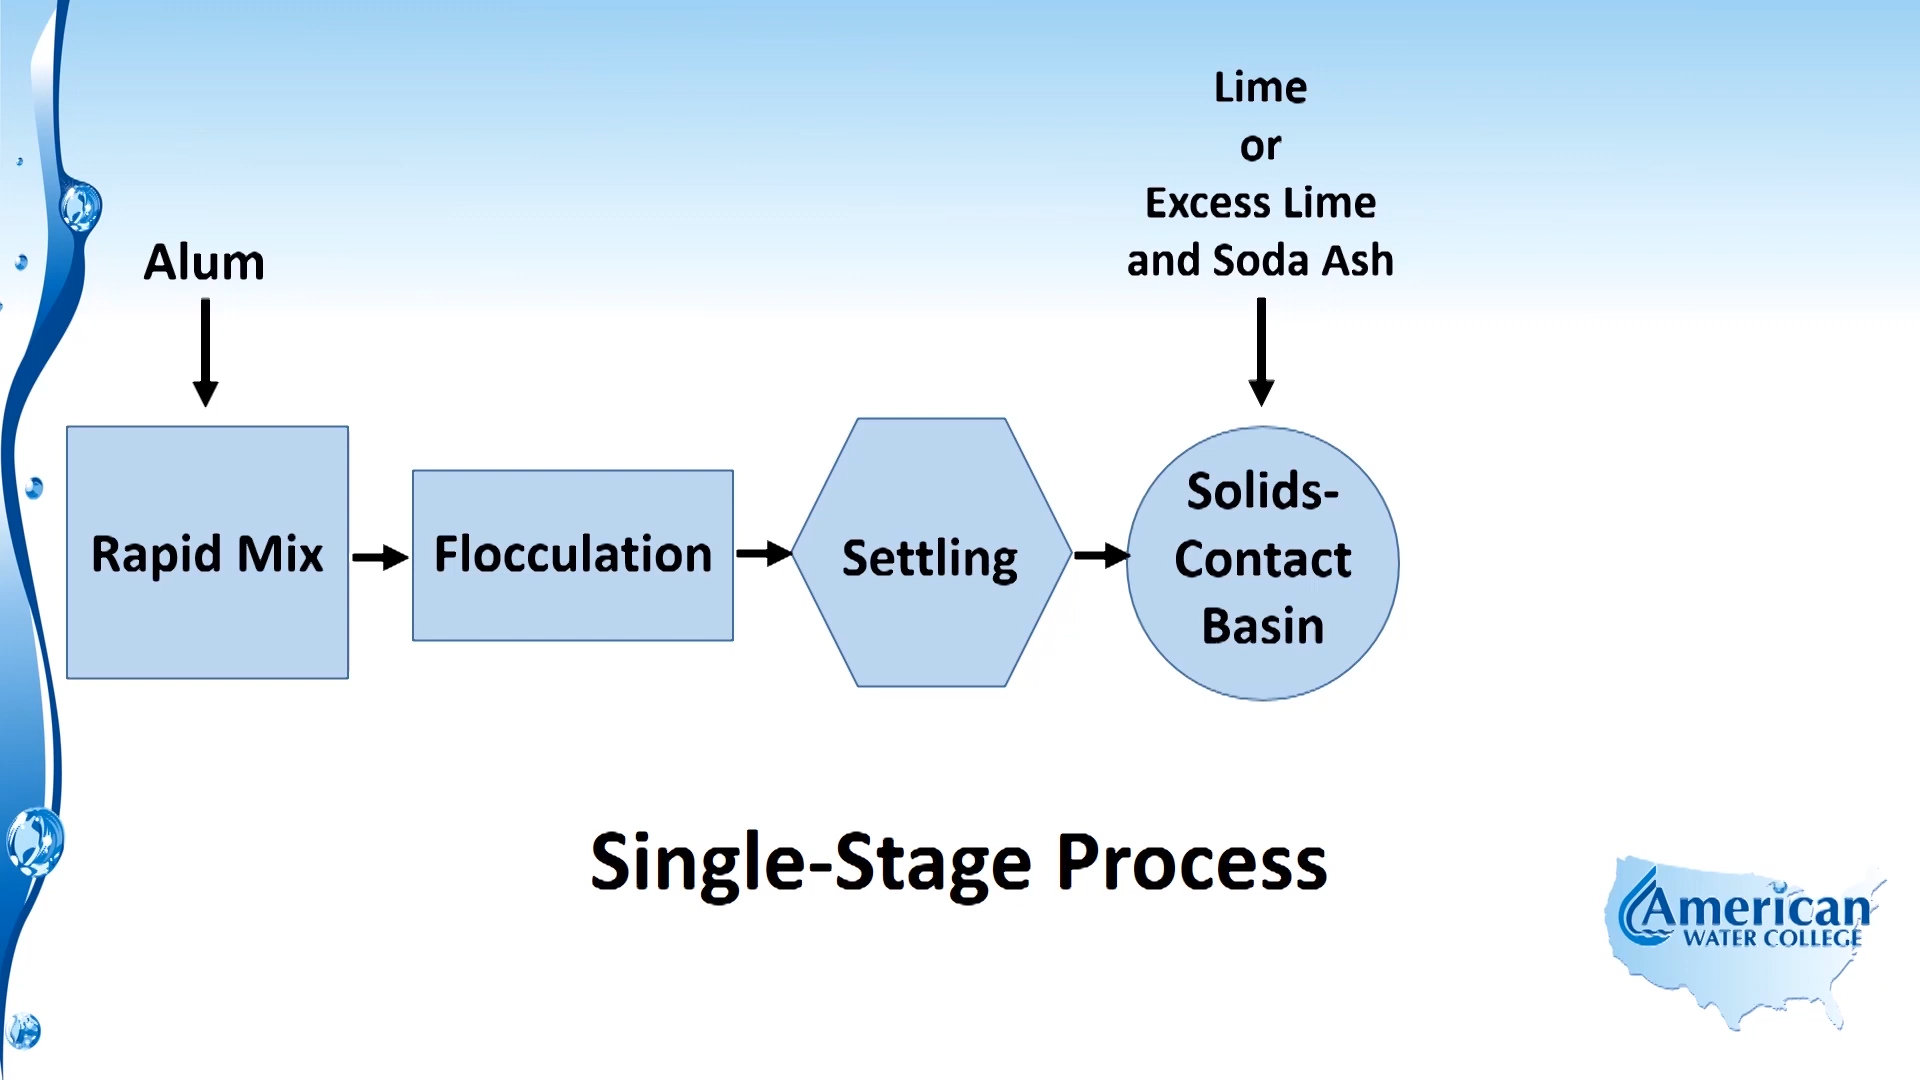 Lime
or
Excess Lime
and Soda Ash
Alum
Rapid Mix
Flocculation
Settling
Solids-
Contact
Basin
Single-Stage Process
American
WATER COLLEGE